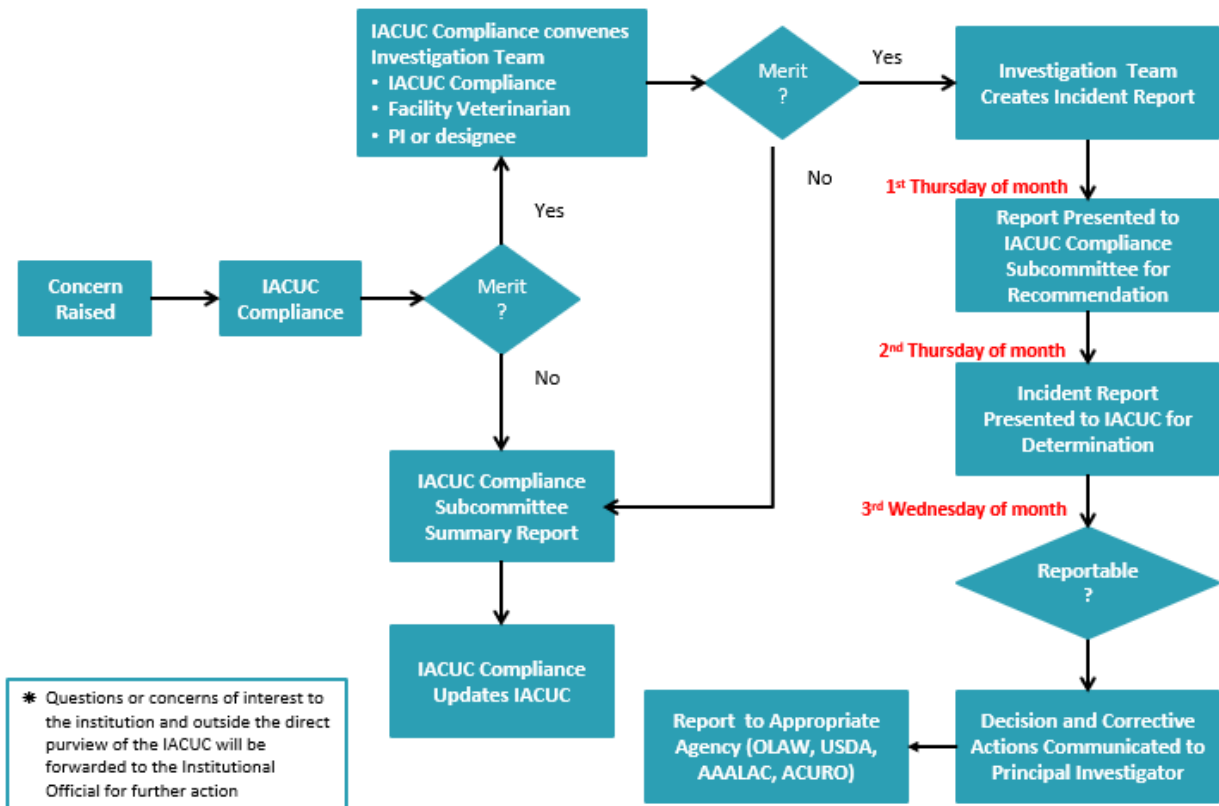 IACUC Compliance convenes
Investigation Team
• IACUC Compliance
• Facility Veterinarian
• PI or designee
Merit
?
Yes
Investigation Team
Creates Incident Report
No
1st Thursday of month
Report Presented to
IACUC Compliance
Subcommittee for
Recommendation
Yes
Concern
Raised
IACUC
Compliance
Merit
?
No
2nd Thursday of month
Incident Report
Presented to IACUC for
Determination
IACUC Compliance
Subcommittee
Summary Report
3rd Wednesday of month
Reportable
?
IACUC Compliance
Updates IACUC
Report to Appropriate
Agency (OLAW, USDA,
AAALAC, ACURO)
Decision and Corrective
Actions Communicated to
Principal Investigator
✱ Questions or concerns of interest to
the institution and outside the direct
purview of the IACUC will be
forwarded to the Institutional
Official for further action